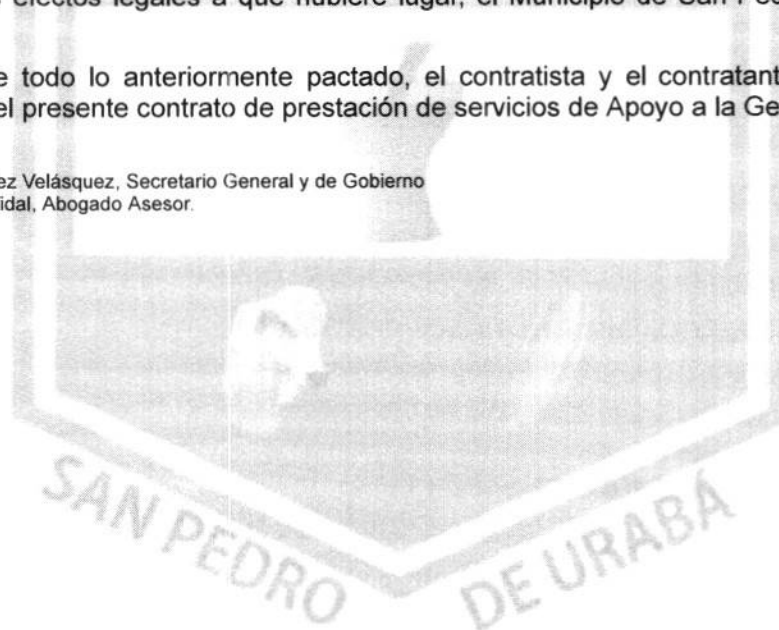 efectos legales a que hubiere lugar, el Municipio de San
todo lo anteriormente pactado, el contratista y el contratant
el presente contrato de prestación de servicios de Apoyo a la Ge
ez Velásquez, Secretario General y de Gobierno
idal, Abogado Asesor.
SAN PEDRO DE URABÁ